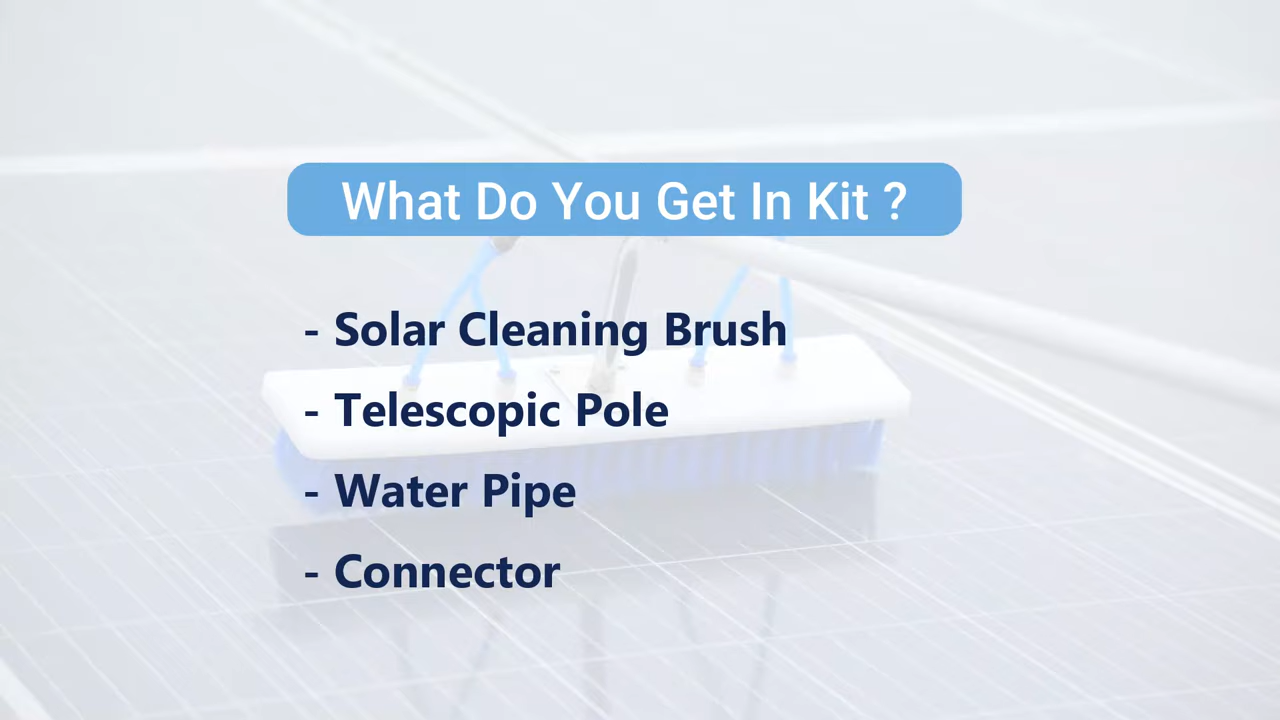 What Do You Get In Kit ?
- Solar Cleaning Brush
- Telescopic Pole
- Water Pipe
- Connector